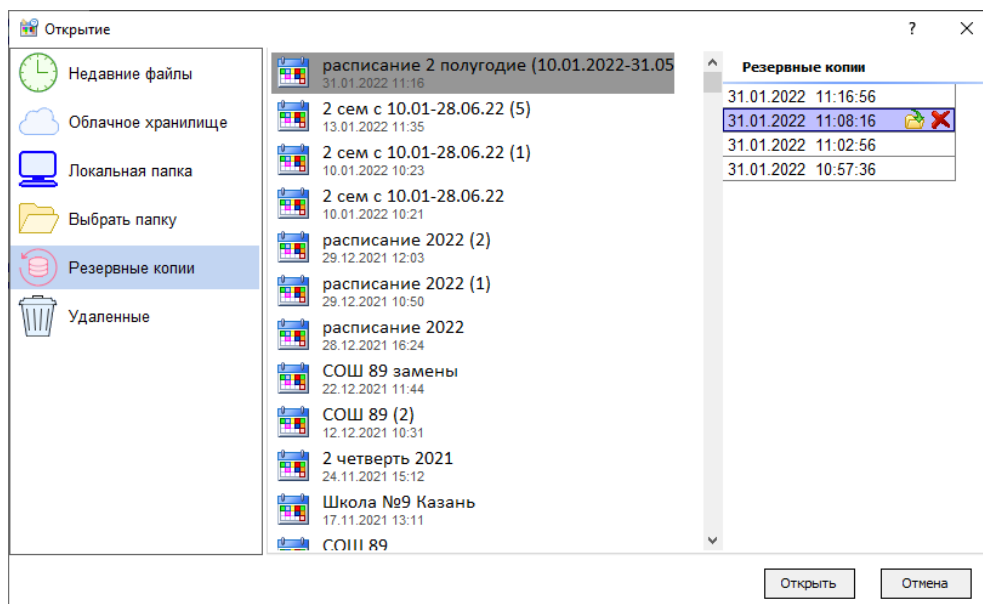 Открытие
?
Недавние файлы
Облачное хранилище
Локальная папка
Выбрать папку
Резервные копии
Удаленные
расписание 2 полугодие (10.01.2022-31.05
31.01.2022 11:16
2 сем с 10.01-28.06.22 (5)
13.01.2022 11:35
2 сем с 10.01-28.06.22 (1)
10.01.2022 10:23
2 сем с 10.01-28.06.22
10.01.2022 10:21
расписание 2022 (2)
29.12.2021 12:03
расписание 2022 (1)
29.12.2021 10:50
расписание 2022
28.12.2021 16:24
СОШ 89 замены
22.12.2021 11:44
СОШ 89 (2)
12.12.2021 10:31
2 четверть 2021
24.11.2021 15:12
Школа №9 Казань
17.11.2021 13:11
СОШ 89
Резервные копии
31.01.2022 11:16:56
31.01.2022 11:08:16
31.01.2022 11:02:56
31.01.2022 10:57:36
Открыть
Отмена